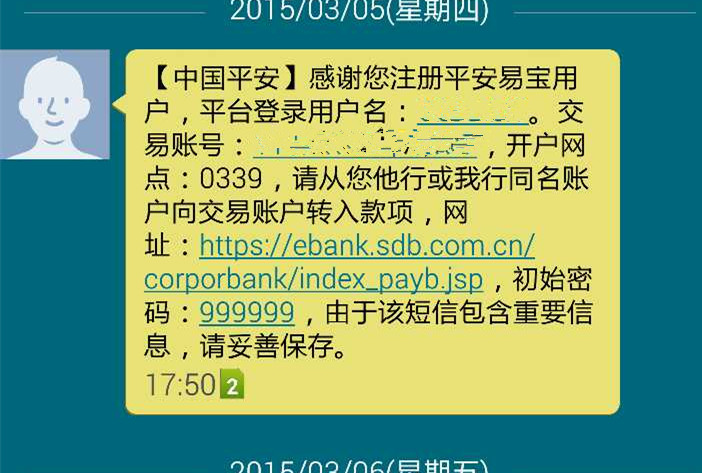 2015/03/05(星期四)
【中国平安】感谢您注册平安易宝用
户，平台登录用户名：。交
易账号：，开户网
点：0339，请从您他行或我行同名账
户向交易账户转入款项，网
址：https://ebank.sdb.com.cn/
corporbank/index_payb.jsp，初始密
码：999999，由于该短信包含重要信
息，请妥善保存。
17:50 2
2015/03/06(星期五)